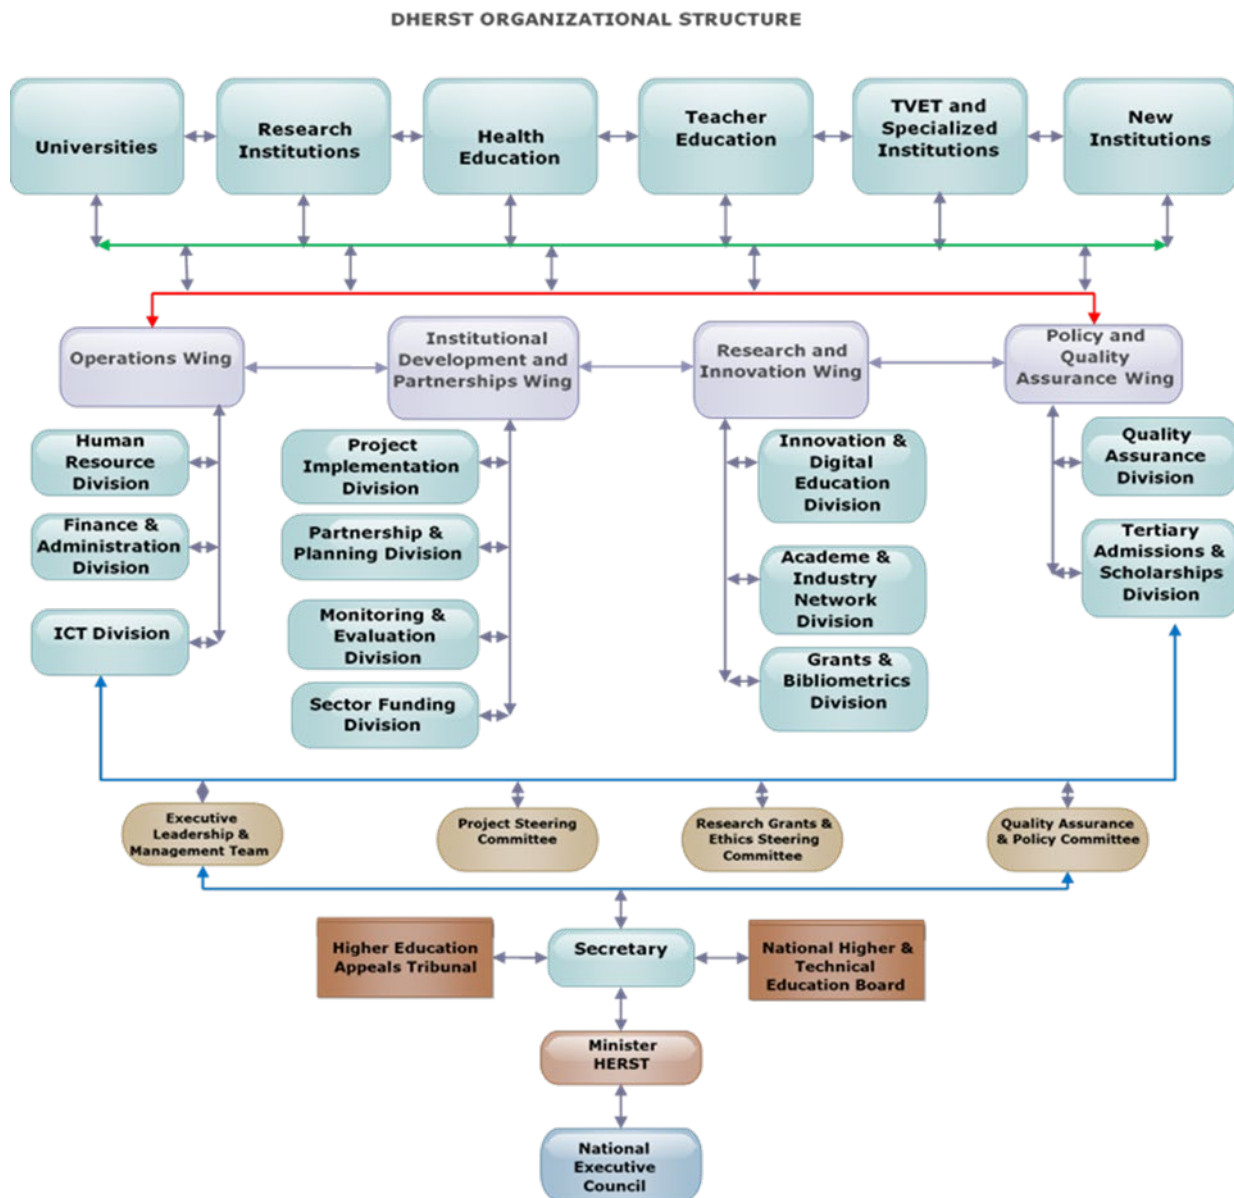 DHERST ORGANIZATIONAL STRUCTURE
Universities
Research
Institutions
Health
Education
Teacher
Education
TVET and
Specialized
Institutions
New
Institutions
Operations Wing
Institutional
Development and
Partnerships Wing
Research and
Innovation Wing
Policy and
Quality
Assurance Wing
Human
Resource
Division
Finance &
Administration
Division
ICT Division
Project
Implementation
Division
Partnership &
Planning Division
Monitoring &
Evaluation
Division
Sector Funding
Division
Innovation &
Digital
Education
Division
Academe &
Industry
Network
Division
Grants &
Bibliometrics
Division
Quality
Assurance
Division
Tertiary
Admissions &
Scholarships
Division
Executive
Leadership &
Management Team
Project Steering
Committee
Research Grants &
Ethics Steering
Committee
Quality Assurance
& Policy Committee
Higher Education
Appeals Tribunal
Secretary
National Higher &
Technical
Education Board
Minister
HERST
National
Executive
Council